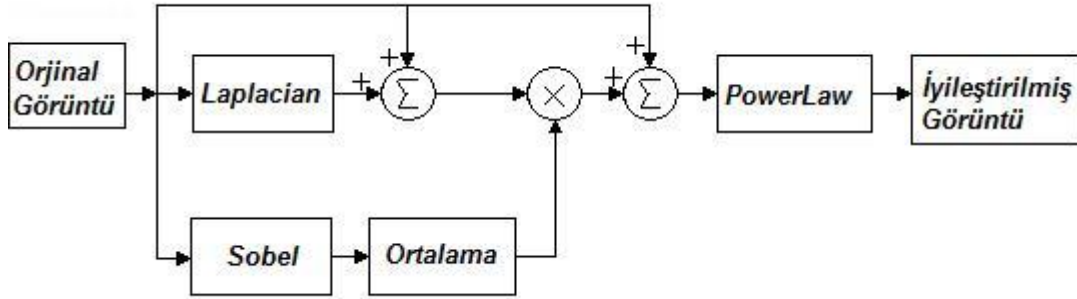 Orjinal
Görüntü
Laplacian
+
+
Σ
×
+
+
Σ
PowerLaw
İyileştirilmiş
Görüntü
Sobel
Ortalama